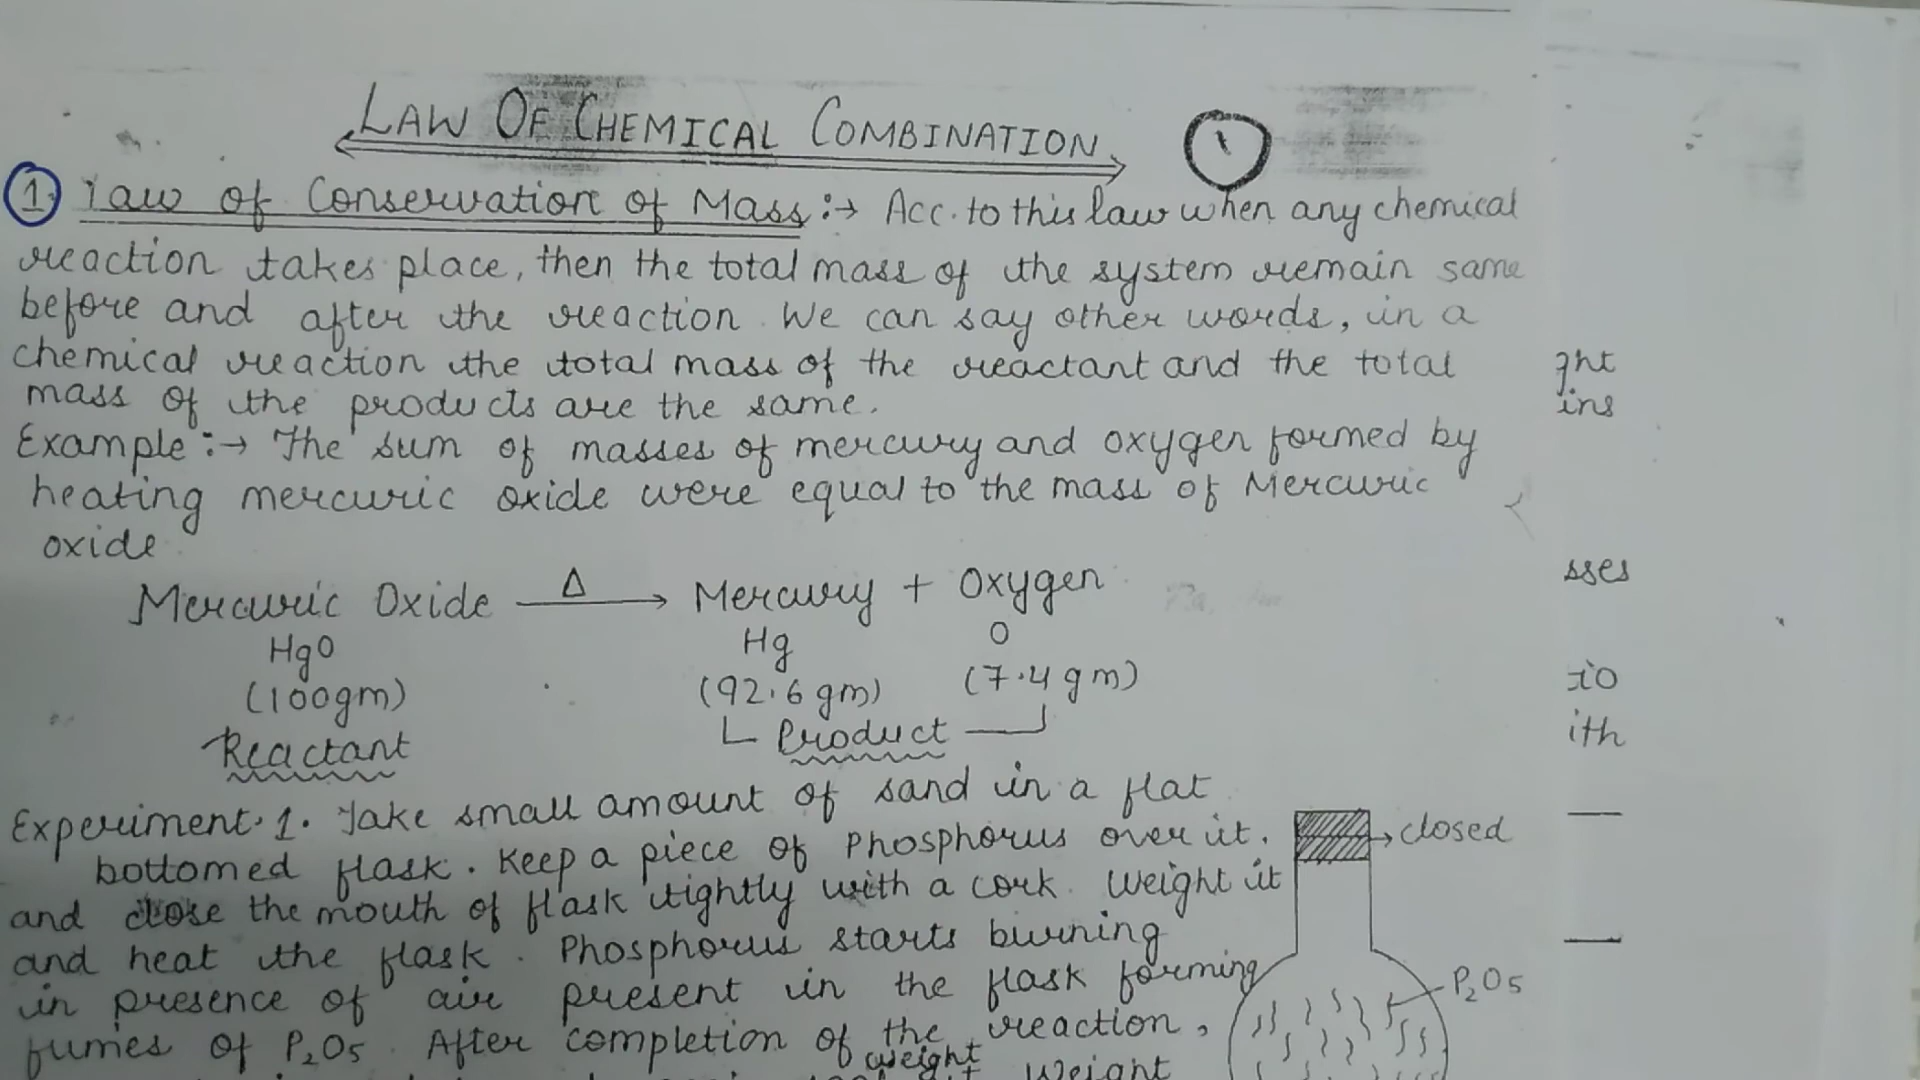 LAW OF CHEMICAL COMBINATION 1
1. Law of Conservation of Mass :→ Acc. to this law when any chemical
reaction takes place, then the total mass of the system remain same
before and after the reaction. We can say other words, in a
chemical reaction the total mass of the reactant and the total
mass of the products are the same.
Example :→ The sum of masses of mercury and oxygen formed by
heating mercuric oxide were equal to the mass of Mercuric
oxide.
Mercuric Oxide —Δ→ Mercury + Oxygen
HgO Hg O
(100gm) (92.6 gm) (7.4 gm)
Reactant Product
Experiment. 1. Take small amount of sand in a flat
bottomed flask. Keep a piece of Phosphorus over it.
and close the mouth of flask tightly with a cork. Weight it
and heat the flask. Phosphorus starts burning
in presence of air present in the flask forming
fumes of P₂O₅. After completion of the reaction,
weight Weight
closed
P₂O₅
ght
ins
sses
to
ith